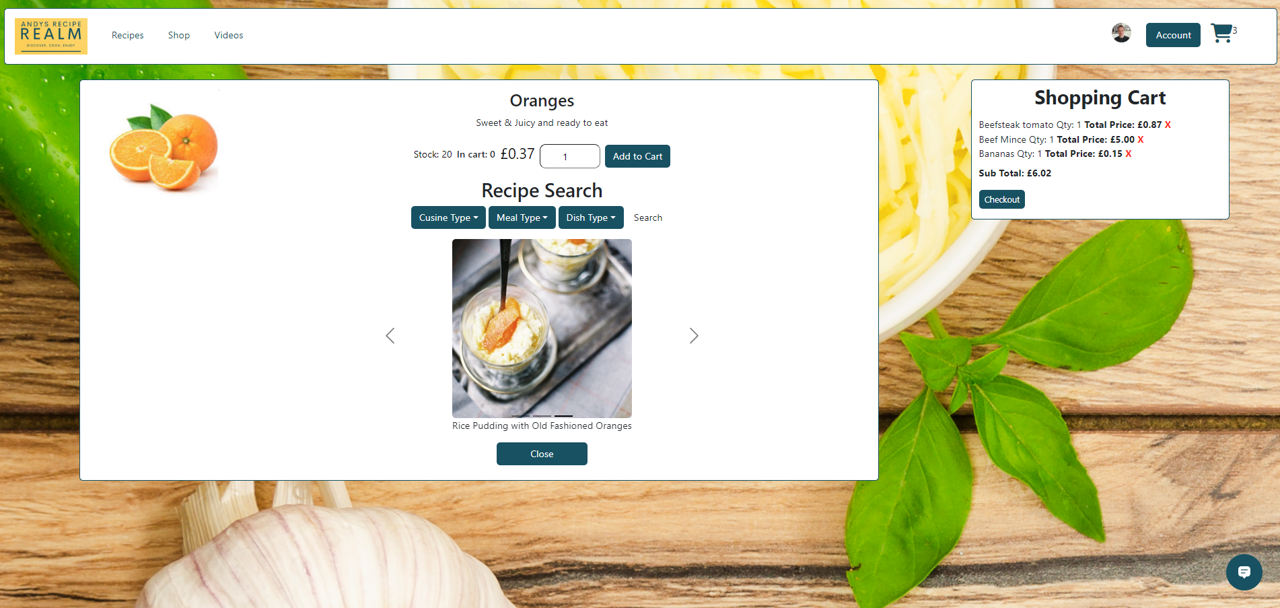 ANDYS RECIPE
REALM
DISCOVER. COOK. ENJOY
Recipes
Shop
Videos
Account
3
Oranges
Sweet & Juicy and ready to eat
Stock: 20 In cart: 0 £0.37 1 Add to Cart
Recipe Search
Cusine Type Meal Type Dish Type Search
Rice Pudding with Old Fashioned Oranges
Close
Shopping Cart
Beefsteak tomato Qty: 1 Total Price: £0.87 X
Beef Mince Qty: 1 Total Price: £5.00 X
Bananas Qty: 1 Total Price: £0.15 X
Sub Total: £6.02
Checkout